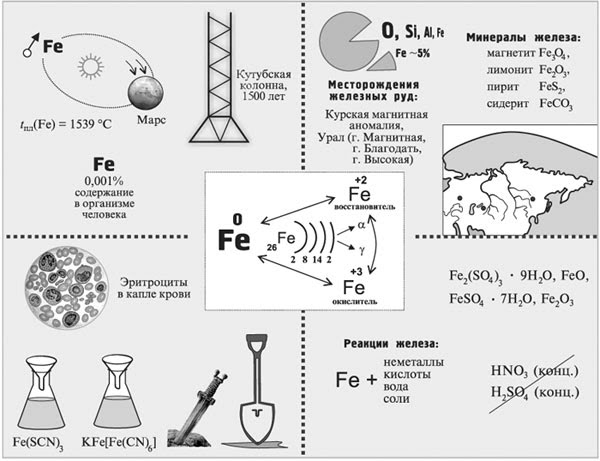 Fe
Марс
tпл(Fe) = 1539 °C
Кутубская
колонна,
1500 лет
Fe
0,001%
содержание
в организме
человека
O, Si, Al, Fe
Fe ~5%
Месторождения
железных руд:
Курская магнитная
аномалия,
Урал (г. Магнитная,
г. Благодать,
г. Высокая)
Минералы железа:
магнетит Fe3O4,
лимонит Fe2O3,
пирит FeS2,
сидерит FeCO3
0
Fe
+2
Fe
восстановитель
26Fe
2 8 14 2
α
γ
+3
Fe
окислитель
Эритроциты
в капле крови
Fe(SCN)3
KFe[Fe(CN)6]
Fe2(SO4)3 · 9H2O, FeO,
FeSO4 · 7H2O, Fe2O3
Реакции железа:
Fe +
неметаллы
кислоты
вода
соли
HNO3 (конц.)
H2SO4 (конц.)